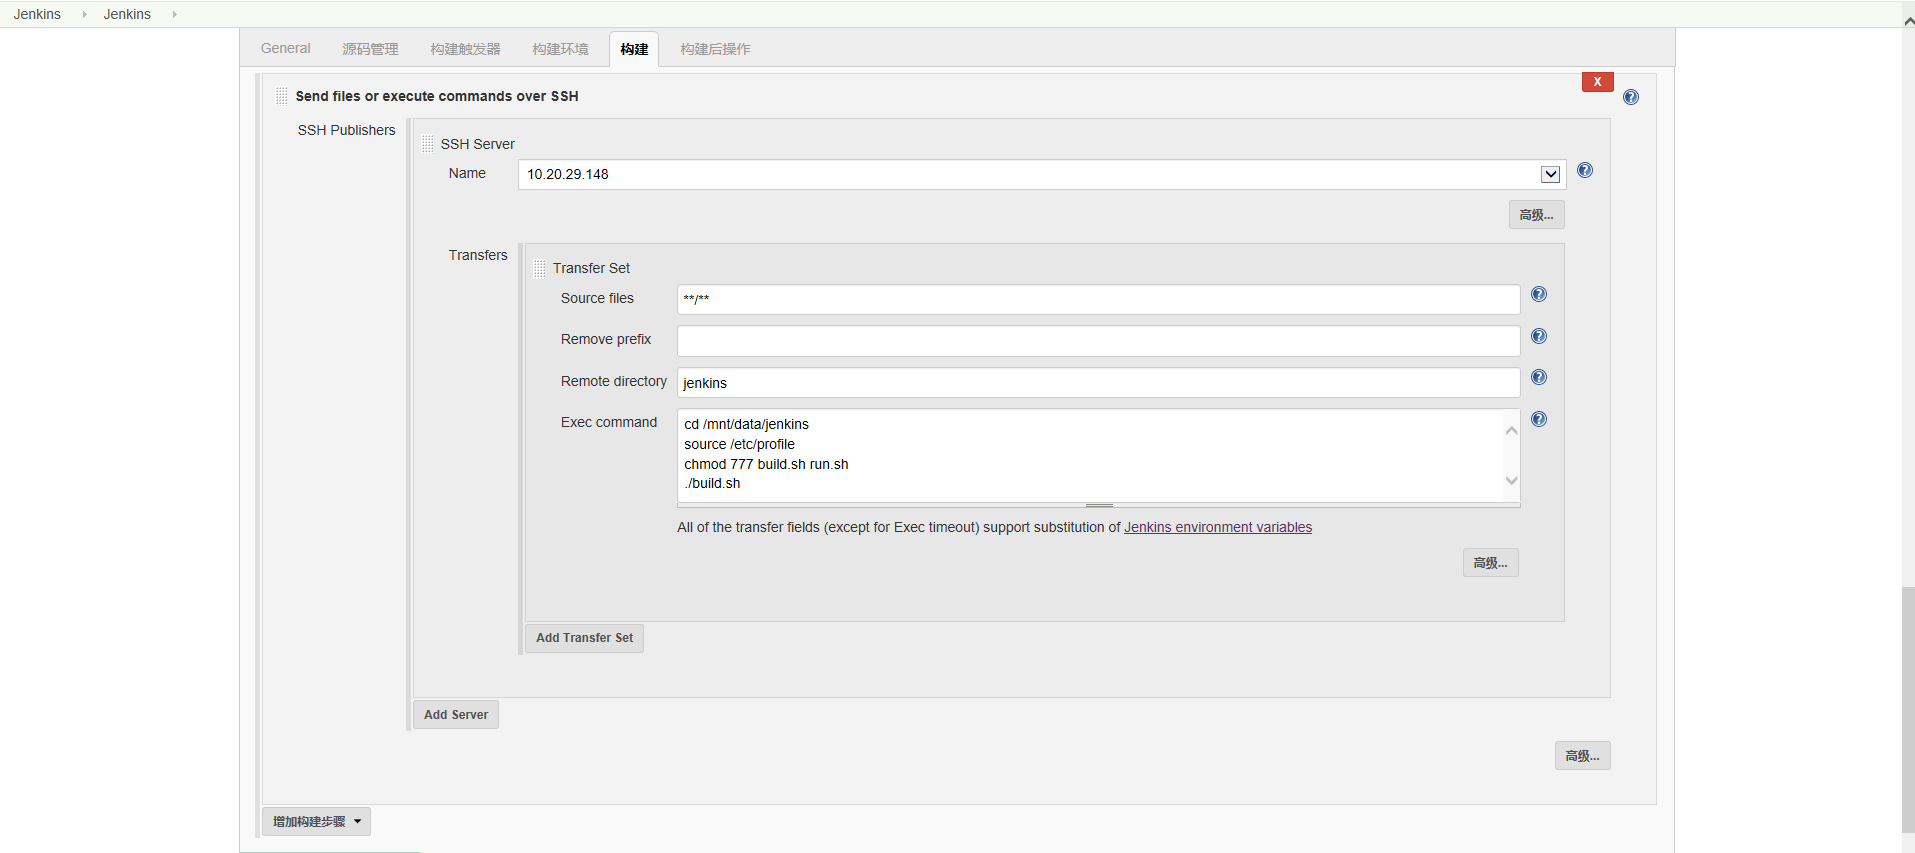 Jenkins Jenkins
General 源码管理 构建触发器 构建环境 构建 构建后操作
X
Send files or execute commands over SSH
SSH Publishers
SSH Server
Name 10.20.29.148
高级...
Transfers
Transfer Set
Source files **/**
Remove prefix
Remote directory jenkins
Exec command cd /mnt/data/jenkins
source /etc/profile
chmod 777 build.sh run.sh
./build.sh
All of the transfer fields (except for Exec timeout) support substitution of Jenkins environment variables
高级...
Add Transfer Set
Add Server
高级...
增加构建步骤